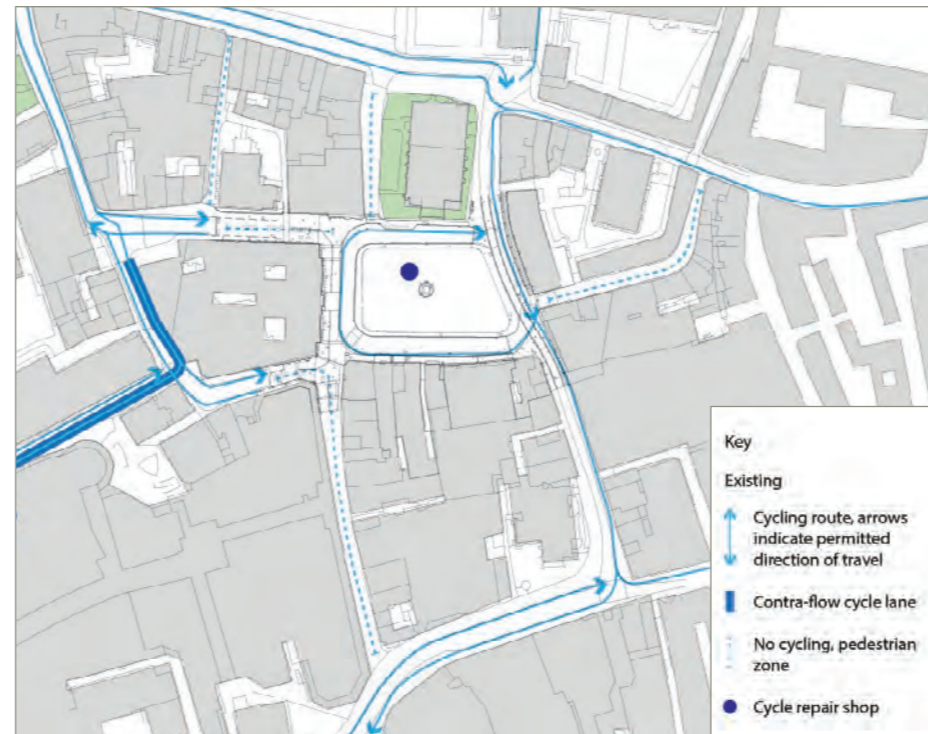 Key
Existing
Cycling route, arrows
indicate permitted
direction of travel
Contra-flow cycle lane
No cycling, pedestrian
zone
Cycle repair shop